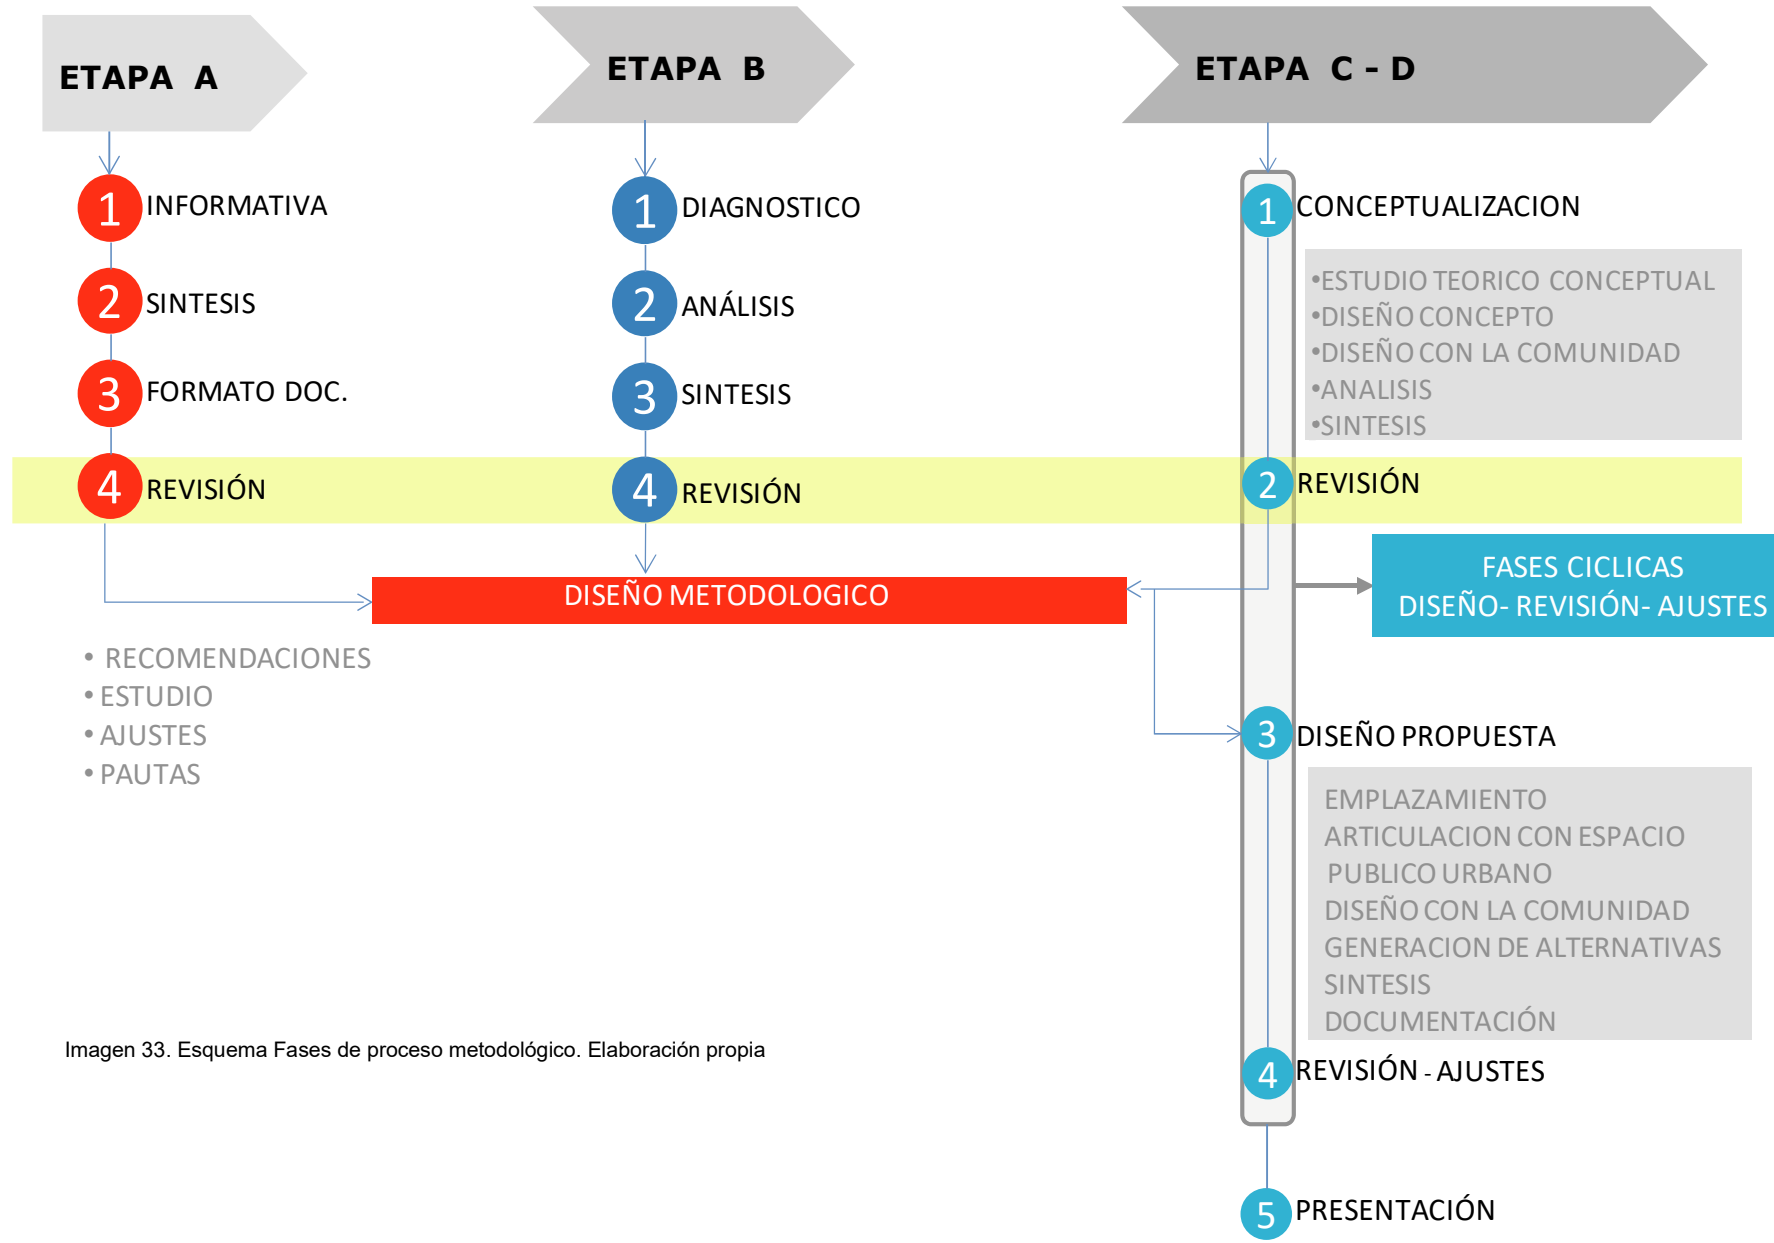 ETAPA A
1 INFORMATIVA
2 SINTESIS
3 FORMATO DOC.
4 REVISIÓN
ETAPA B
1 DIAGNOSTICO
2 ANÁLISIS
3 SINTESIS
4 REVISIÓN
ETAPA C – D
1 CONCEPTUALIZACION
•ESTUDIO TEORICO CONCEPTUAL
•DISEÑO CONCEPTO
•DISEÑO CON LA COMUNIDAD
•ANALISIS
•SINTESIS
2 REVISIÓN
DISEÑO METODOLOGICO
FASES CICLICAS
DISEÑO- REVISIÓN- AJUSTES
• RECOMENDACIONES
• ESTUDIO
• AJUSTES
• PAUTAS
3 DISEÑO PROPUESTA
EMPLAZAMIENTO
ARTICULACION CON ESPACIO
PUBLICO URBANO
DISEÑO CON LA COMUNIDAD
GENERACION DE ALTERNATIVAS
SINTESIS
DOCUMENTACIÓN
4 REVISIÓN - AJUSTES
5 PRESENTACIÓN
Imagen 33. Esquema Fases de proceso metodológico. Elaboración propia